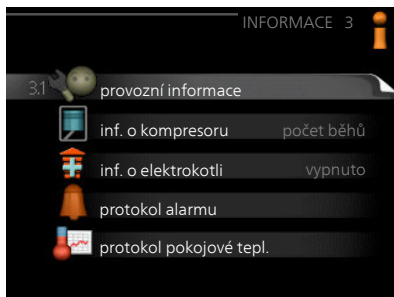 INFORMACE 3
3.1 provozní informace
inf. o kompresoru počet běhů
inf. o elektrokotli vypnuto
protokol alarmu
protokol pokojové tepl.